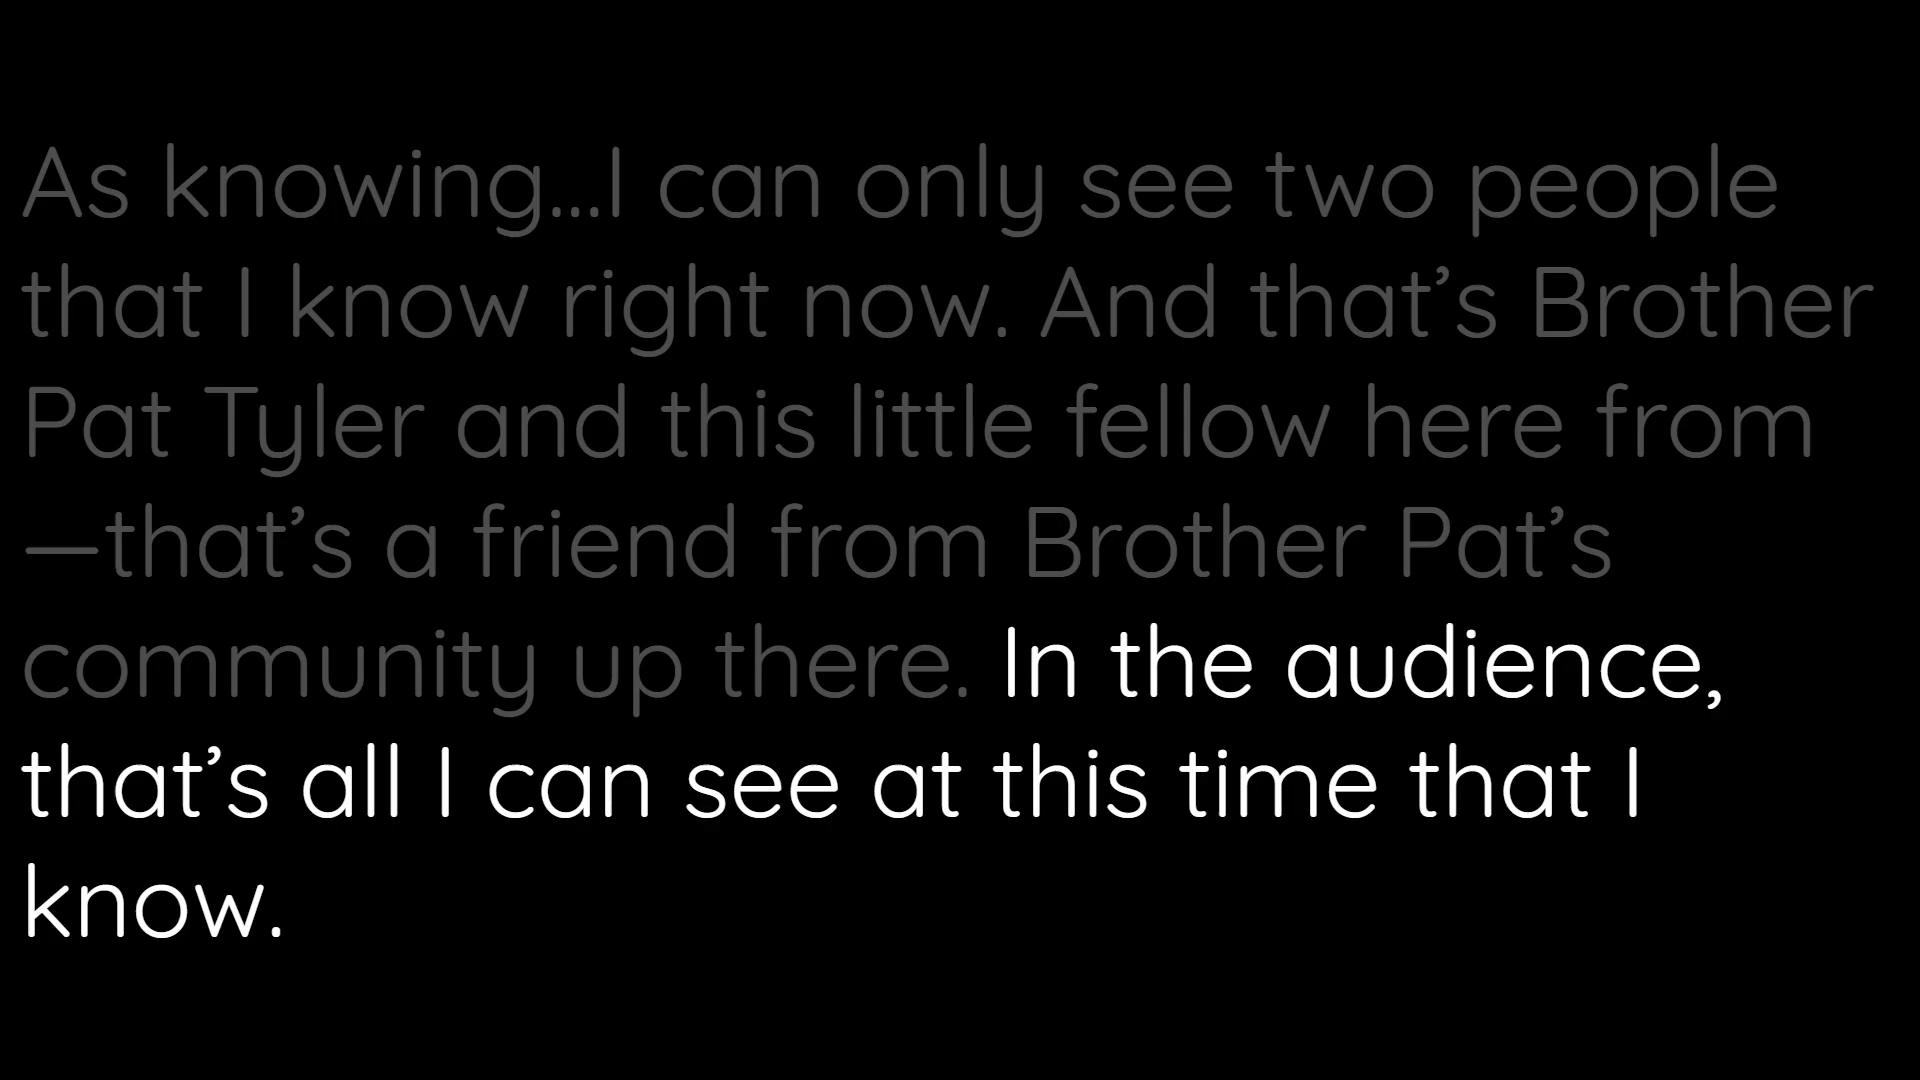 As knowing...I can only see two people
that I know right now. And that’s Brother
Pat Tyler and this little fellow here from
—that’s a friend from Brother Pat’s
community up there. In the audience,
that’s all I can see at this time that I
know.